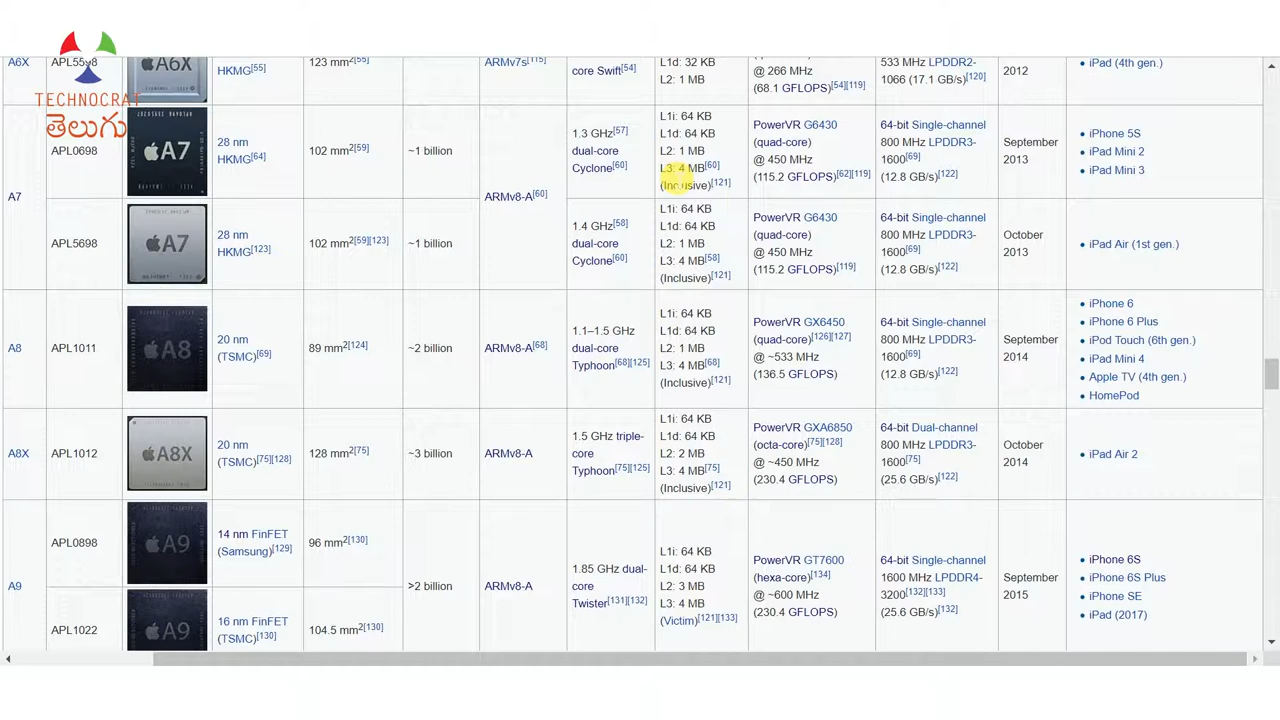 TECHNOCRAT
తెలుగు
A6X
A6X
HKMG[55]
123 mm2[55]
ARMv7s[115]
core Swift[54]
L1d: 32 KB
L2: 1 MB
@ 266 MHz
(68.1 GFLOPS)[54][119]
533 MHz LPDDR2-
1066 (17.1 GB/s)[120]
2012
iPad (4th gen.)
A7
APL0698
A7
28 nm
HKMG[64]
102 mm2[59]
~1 billion
ARMv8-A[60]
1.3 GHz[57]
dual-core
Cyclone[60]
L1i: 64 KB
L1d: 64 KB
L2: 1 MB
L3: 4 MB[60]
(Inclusive)[121]
PowerVR G6430
(quad-core)
@ 450 MHz
(115.2 GFLOPS)[62][119]
64-bit Single-channel
800 MHz LPDDR3-
1600[69]
(12.8 GB/s)[122]
September
2013
iPhone 5S
iPad Mini 2
iPad Mini 3
APL5698
A7
28 nm
HKMG[123]
102 mm2[59][123]
~1 billion
1.4 GHz[58]
dual-core
Cyclone[60]
L1i: 64 KB
L1d: 64 KB
L2: 1 MB
L3: 4 MB[58]
(Inclusive)[121]
PowerVR G6430
(quad-core)
@ 450 MHz
(115.2 GFLOPS)[119]
64-bit Single-channel
800 MHz LPDDR3-
1600[69]
(12.8 GB/s)[122]
October
2013
iPad Air (1st gen.)
A8
APL1011
A8
20 nm
(TSMC)[69]
89 mm2[124]
~2 billion
ARMv8-A[68]
1.1–1.5 GHz
dual-core
Typhoon[68][125]
L1i: 64 KB
L1d: 64 KB
L2: 1 MB
L3: 4 MB[68]
(Inclusive)[121]
PowerVR GX6450
(quad-core)[126][127]
@ ~533 MHz
(136.5 GFLOPS)
64-bit Single-channel
800 MHz LPDDR3-
1600[69]
(12.8 GB/s)[122]
September
2014
iPhone 6
iPhone 6 Plus
iPod Touch (6th gen.)
iPad Mini 4
Apple TV (4th gen.)
HomePod
A8X
APL1012
A8X
20 nm
(TSMC)[75][128]
128 mm2[75]
~3 billion
ARMv8-A
1.5 GHz triple-
core
Typhoon[75][125]
L1i: 64 KB
L1d: 64 KB
L2: 2 MB
L3: 4 MB[75]
(Inclusive)[121]
PowerVR GXA6850
(octa-core)[75][128]
@ ~450 MHz
(230.4 GFLOPS)
64-bit Dual-channel
800 MHz LPDDR3-
1600[75]
(25.6 GB/s)[122]
October
2014
iPad Air 2
A9
APL0898
A9
14 nm FinFET
(Samsung)[129]
96 mm2[130]
>2 billion
ARMv8-A
1.85 GHz dual-
core
Twister[131][132]
L1i: 64 KB
L1d: 64 KB
L2: 3 MB
L3: 4 MB
(Victim)[121][133]
PowerVR GT7600
(hexa-core)[134]
@ ~600 MHz
(230.4 GFLOPS)
64-bit Single-channel
1600 MHz LPDDR4-
3200[132][133]
(25.6 GB/s)[132]
September
2015
iPhone 6S
iPhone 6S Plus
iPhone SE
iPad (2017)
APL1022
A9
16 nm FinFET
(TSMC)[130]
104.5 mm2[130]